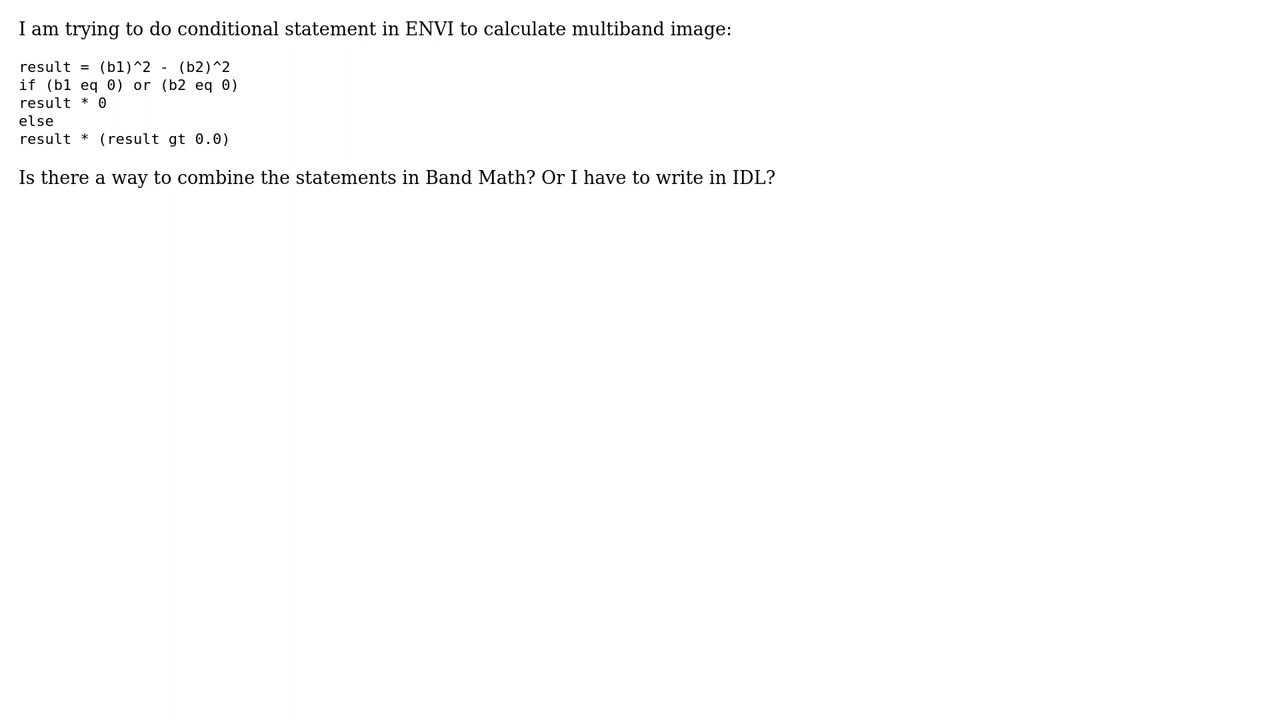 I am trying to do conditional statement in ENVI to calculate multiband image:
result = (b1)^2 - (b2)^2
if (b1 eq 0) or (b2 eq 0)
result * 0
else
result * (result gt 0.0)
Is there a way to combine the statements in Band Math? Or I have to write in IDL?